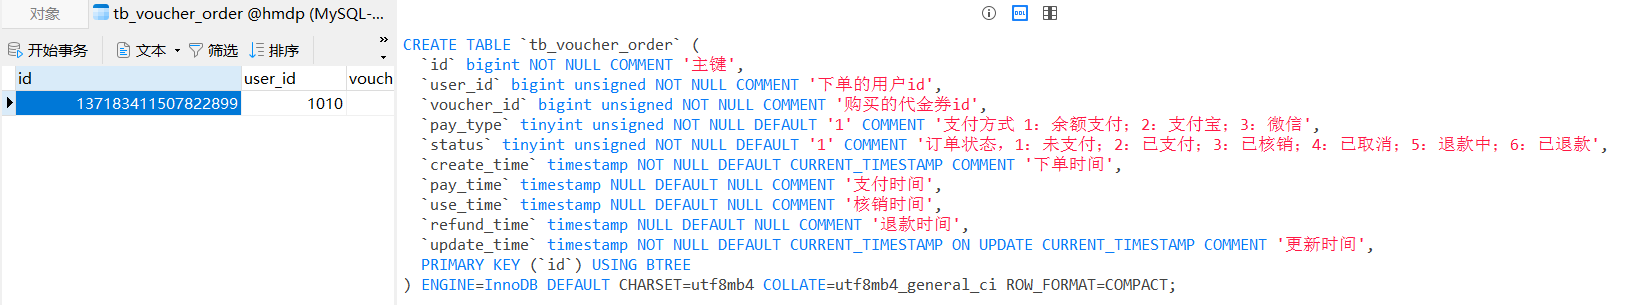 对象
tb_voucher_order @hmdp (MySQL-...
开始事务 文本 筛选 排序 »
id user_id vouch
137183411507822899 1010
DDL
CREATE TABLE `tb_voucher_order` (
`id` bigint NOT NULL COMMENT '主键',
`user_id` bigint unsigned NOT NULL COMMENT '下单的用户id',
`voucher_id` bigint unsigned NOT NULL COMMENT '购买的代金券id',
`pay_type` tinyint unsigned NOT NULL DEFAULT '1' COMMENT '支付方式 1：余额支付；2：支付宝；3：微信',
`status` tinyint unsigned NOT NULL DEFAULT '1' COMMENT '订单状态，1：未支付；2：已支付；3：已核销；4：已取消；5：退款中；6：已退款',
`create_time` timestamp NOT NULL DEFAULT CURRENT_TIMESTAMP COMMENT '下单时间',
`pay_time` timestamp NULL DEFAULT NULL COMMENT '支付时间',
`use_time` timestamp NULL DEFAULT NULL COMMENT '核销时间',
`refund_time` timestamp NULL DEFAULT NULL COMMENT '退款时间',
`update_time` timestamp NOT NULL DEFAULT CURRENT_TIMESTAMP ON UPDATE CURRENT_TIMESTAMP COMMENT '更新时间',
PRIMARY KEY (`id`) USING BTREE
) ENGINE=InnoDB DEFAULT CHARSET=utf8mb4 COLLATE=utf8mb4_general_ci ROW_FORMAT=COMPACT;